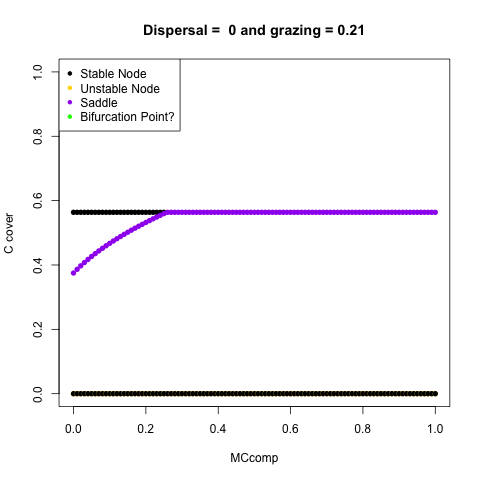 Dispersal =  0 and grazing = 0.21
Stable Node
Unstable Node
Saddle
Bifurcation Point?
C cover
1.0
0.8
0.6
0.4
0.2
0.0
0.0 0.2 0.4 0.6 0.8 1.0
MCcomp